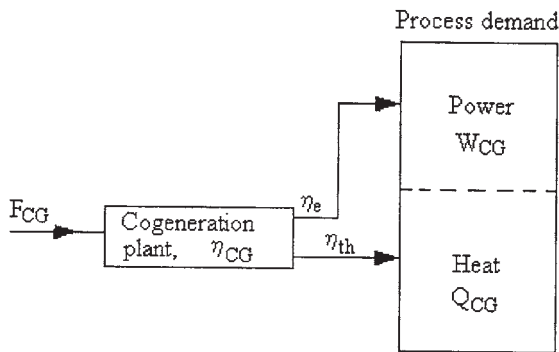 Process demand
Power
W_CG
η_e
F_CG
Cogeneration
plant, η_CG
η_th
Heat
Q_CG